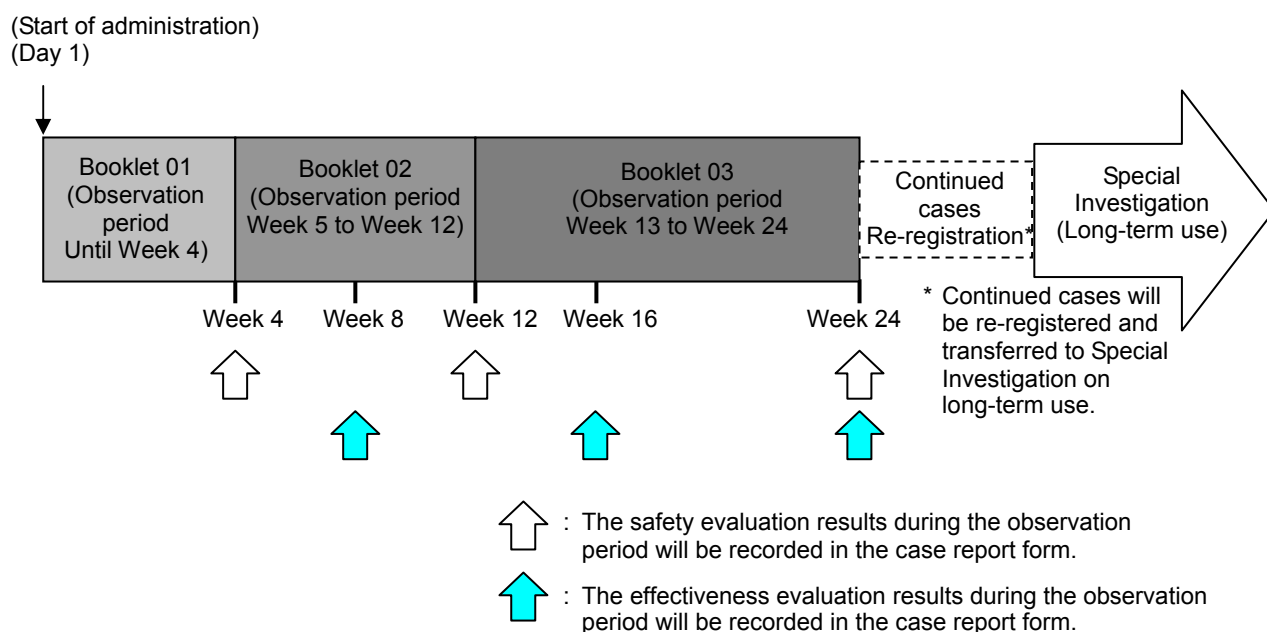 (Start of administration)
(Day 1)
Booklet 01
(Observation
period
Until Week 4)
Booklet 02
(Observation period
Week 5 to Week 12)
Booklet 03
(Observation period
Week 13 to Week 24
Continued
cases
Re-registration*
Special
Investigation
(Long-term use)
Week 4
Week 8
Week 12
Week 16
Week 24
* Continued cases will
be re-registered and
transferred to Special
Investigation on
long-term use.
: The safety evaluation results during the observation
period will be recorded in the case report form.
: The effectiveness evaluation results during the observation
period will be recorded in the case report form.